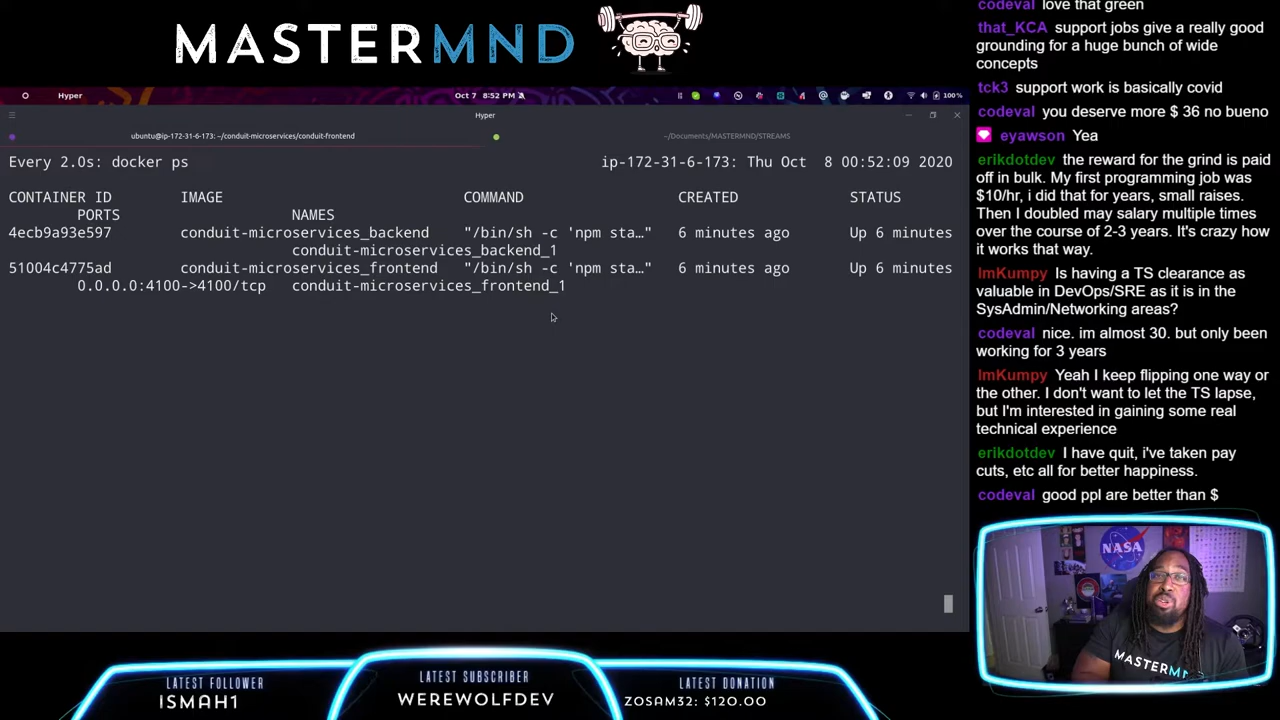 MASTERMND
Hyper
Oct 7 8:52 PM
100%
Hyper
ubuntu@ip-172-31-6-173: ~/conduit-microservices/conduit-frontend
~/Documents/MASTERMND/STREAMS
Every 2.0s: docker ps
ip-172-31-6-173: Thu Oct  8 00:52:09 2020
CONTAINER ID IMAGE COMMAND CREATED STATUS
PORTS NAMES
4ecb9a93e597 conduit-microservices_backend "/bin/sh -c 'npm sta…" 6 minutes ago Up 6 minutes
conduit-microservices_backend_1
51004c4775ad conduit-microservices_frontend "/bin/sh -c 'npm sta…" 6 minutes ago Up 6 minutes
0.0.0.0:4100->4100/tcp conduit-microservices_frontend_1
codeval love that green
that_KCA support jobs give a really good
grounding for a huge bunch of wide
concepts
tck3 support work is basically covid
codeval you deserve more $ 36 no bueno
eyawson Yea
erikdotdev the reward for the grind is paid
off in bulk. My first programming job was
$10/hr, i did that for years, small raises.
Then I doubled may salary multiple times
over the course of 2-3 years. It's crazy how
it works that way.
ImKumpy Is having a TS clearance as
valuable in DevOps/SRE as it is in the
SysAdmin/Networking areas?
codeval nice. im almost 30. but only been
working for 3 years
ImKumpy Yeah I keep flipping one way or
the other. I don't want to let the TS lapse,
but I'm interested in gaining some real
technical experience
erikdotdev I have quit, i've taken pay
cuts, etc all for better happiness.
codeval good ppl are better than $
NASA
MASTERMND
LATEST FOLLOWER
ISMAH1
LATEST SUBSCRIBER
WEREWOLFDEV
LATEST DONATION
ZOSAM32: $120.00